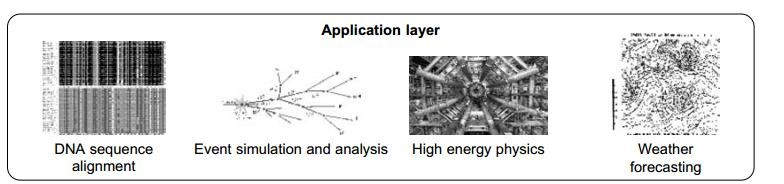 Application layer
DNA sequence
alignment
Event simulation and analysis
High energy physics
Weather
forecasting